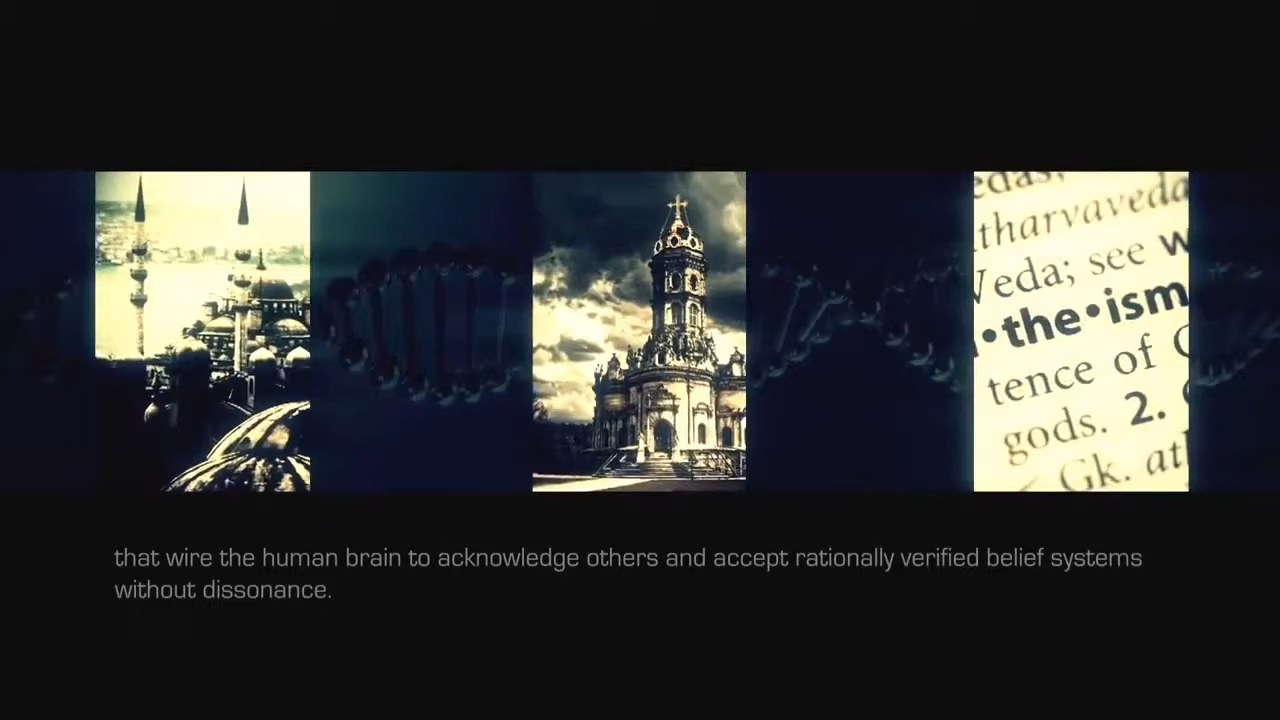 edas,
tharvaveda
Veda; see w
•the•ism
tence of
gods. 2.
Gk. at
that wire the human brain to acknowledge others and accept rationally verified belief systems
without dissonance.